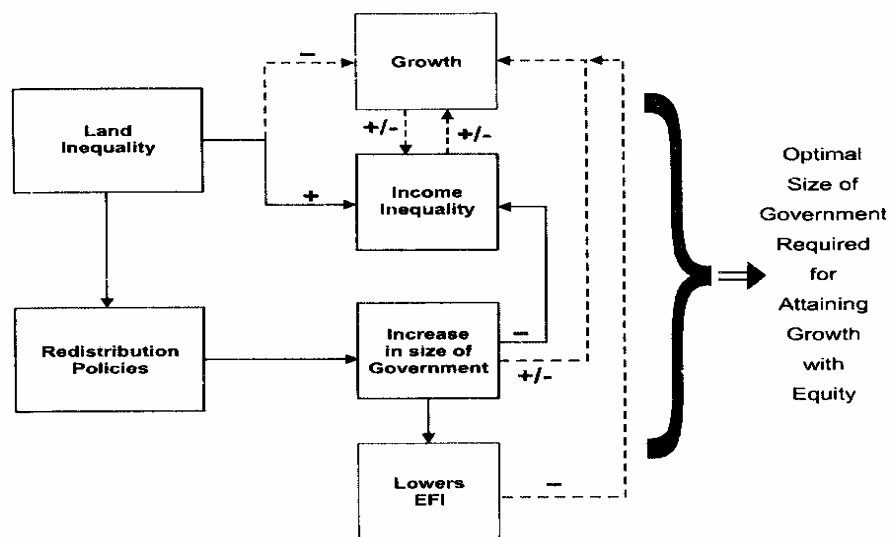 −
Growth
Land
Inequality
+/-
+/-
+
Income
Inequality
Redistribution
Policies
Increase
in size of
Government
−
+/-
Lowers
EFI
−
Optimal
Size of
Government
Required
for
Attaining
Growth
with
Equity